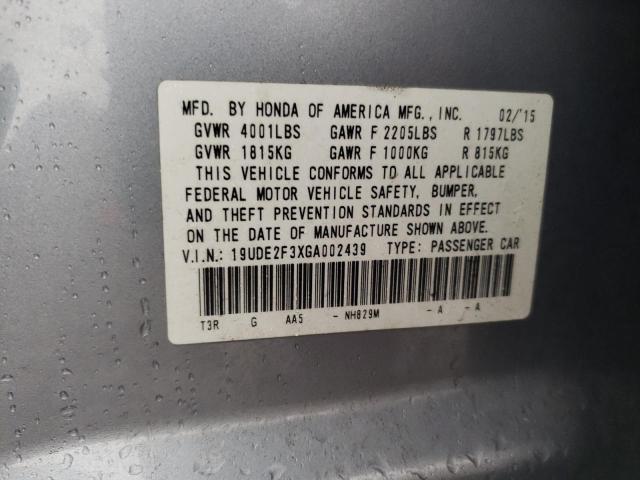 MFD. BY HONDA OF AMERICA MFG., INC. 02/'15
GVWR 4001LBS GAWR F 2205LBS R 1797LBS
GVWR 1815KG GAWR F 1000KG R 815KG
THIS VEHICLE CONFORMS TO ALL APPLICABLE
FEDERAL MOTOR VEHICLE SAFETY, BUMPER,
AND THEFT PREVENTION STANDARDS IN EFFECT
ON THE DATE OF MANUFACTURE SHOWN ABOVE.
V.I.N.: 19UDE2F3XGA002439 TYPE: PASSENGER CAR
T3R G AA5 - NH829M - A - A